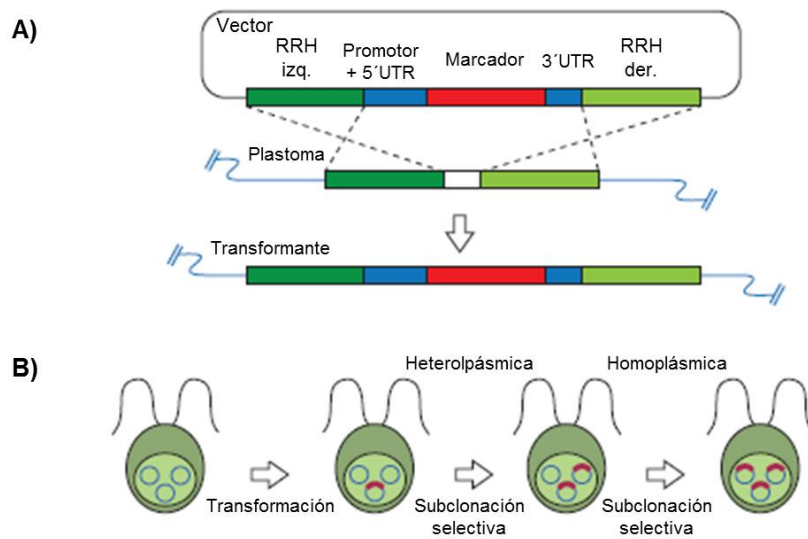 A)
Vector
RRH izq.
Promotor + 5´UTR
Marcador
3´UTR
RRH der.
Plastoma
Transformante
B)
Heterolpásmica
Homoplásmica
Transformación
Subclonación selectiva
Subclonación selectiva